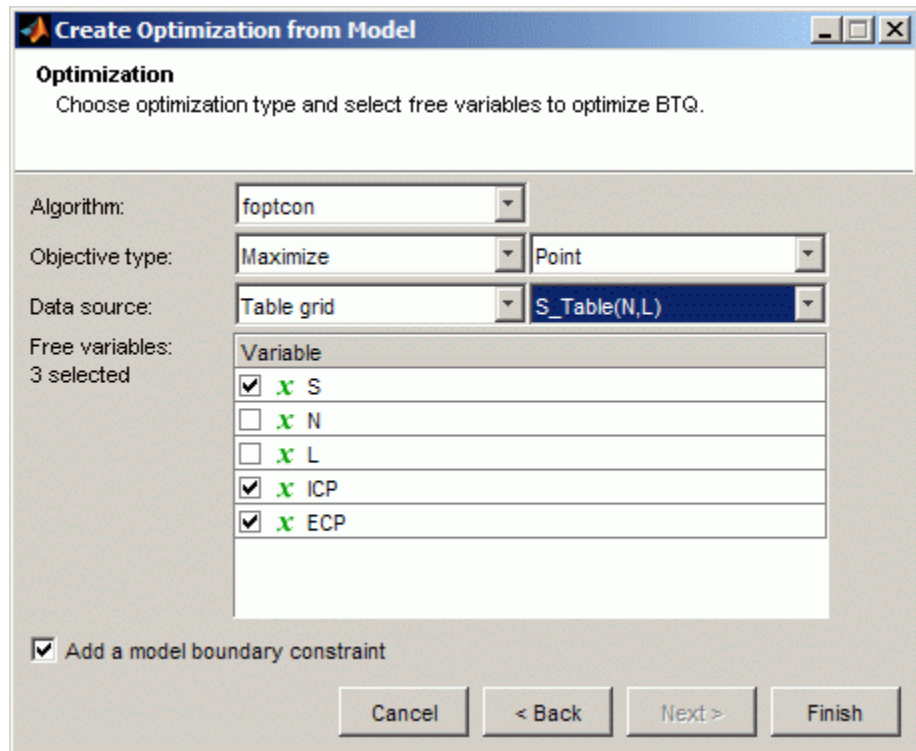 Create Optimization from Model
Optimization
Choose optimization type and select free variables to optimize BTQ.
Algorithm: foptcon
Objective type: Maximize Point
Data source: Table grid S_Table(N,L)
Free variables: Variable
3 selected
x S
x N
x L
x ICP
x ECP
Add a model boundary constraint
Cancel < Back Next > Finish